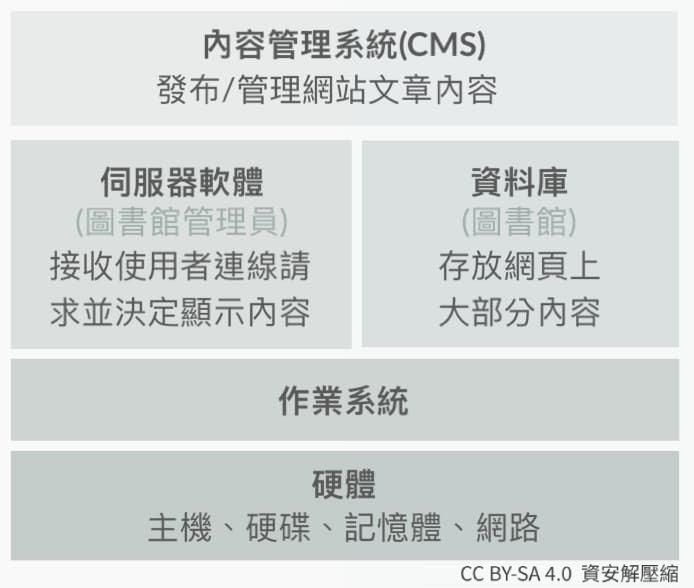 內容管理系統(CMS)
發布/管理網站文章內容
伺服器軟體
(圖書館管理員)
接收使用者連線請
求並決定顯示內容
資料庫
(圖書館)
存放網頁上
大部分內容
作業系統
硬體
主機、硬碟、記憶體、網路
CC BY-SA 4.0 資安解壓縮